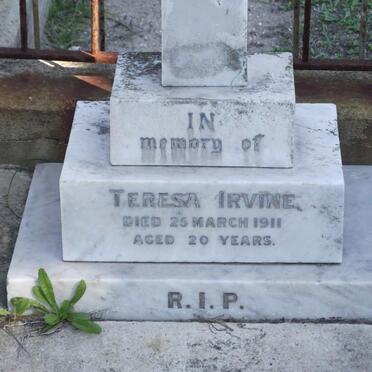 IN
memory of
TERESA IRVINE,
DIED 25 MARCH 1911
AGED 20 YEARS.
R.I.P.